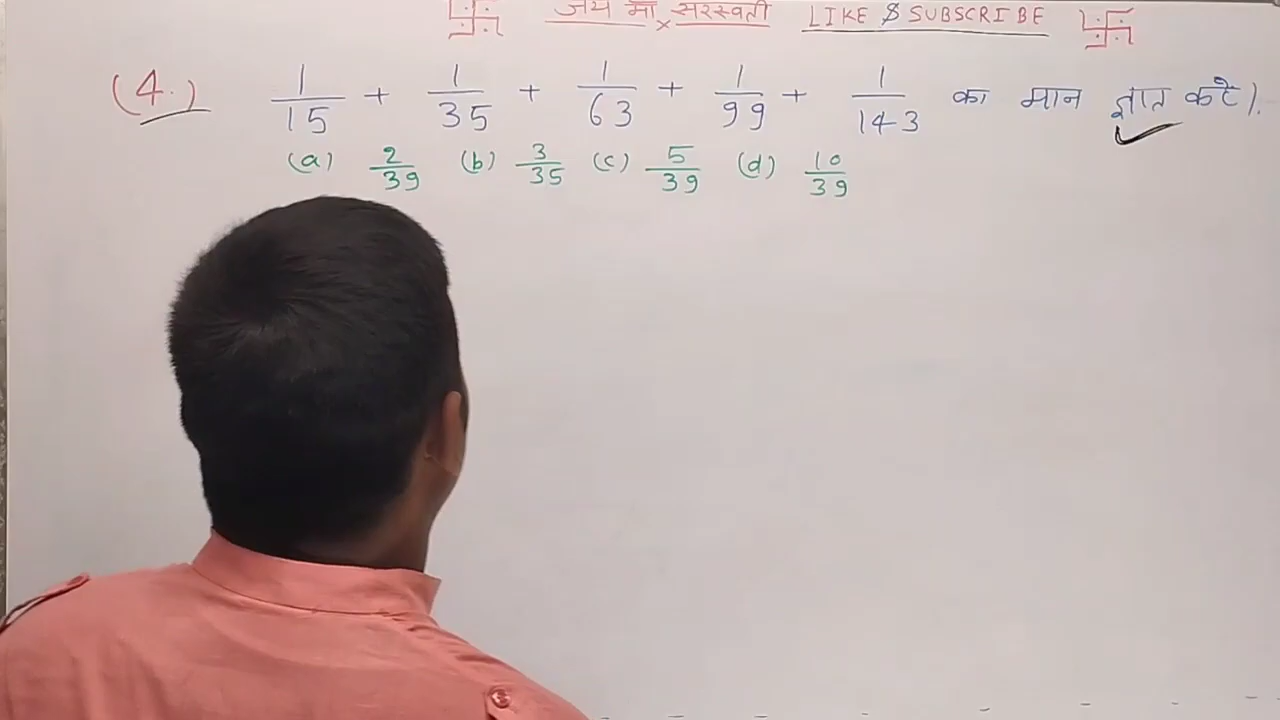 जय माँ सरस्वती LIKE $ SUBSCRIBE
(4.) 1/15 + 1/35 + 1/63 + 1/99 + 1/143 का मान ज्ञात करें।.
(a) 2/39 (b) 3/35 (c) 5/39 (d) 10/39